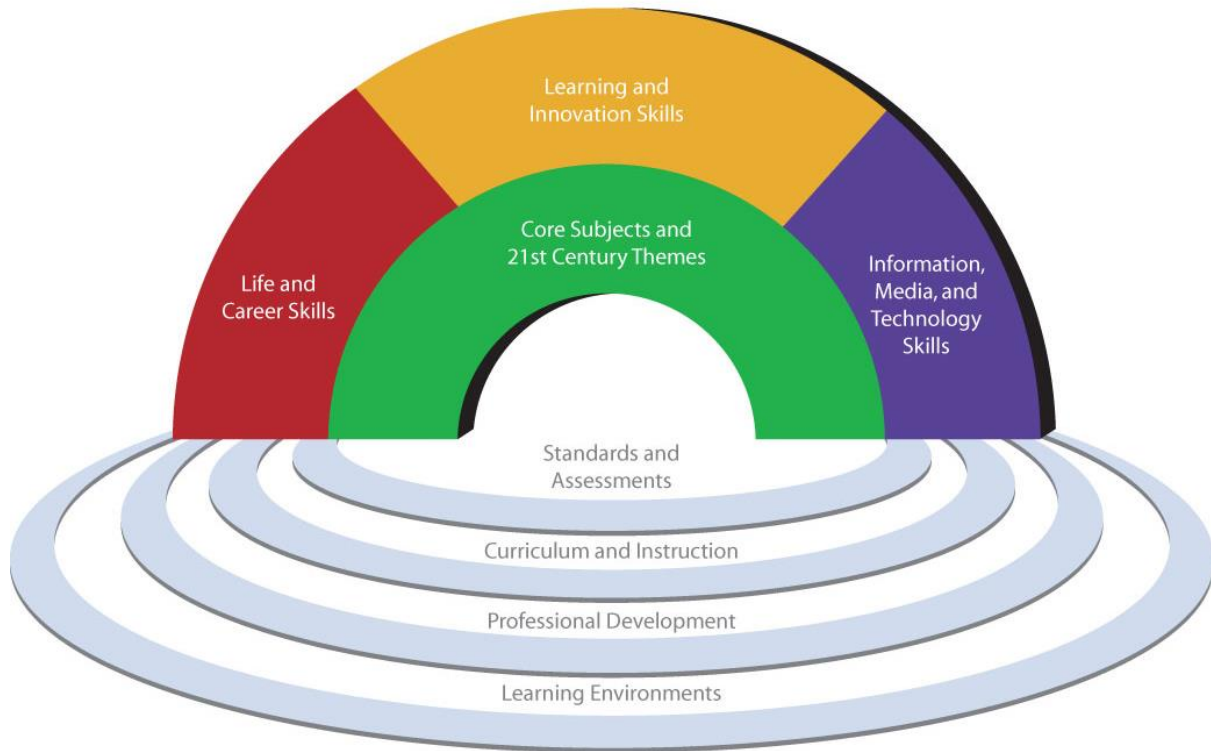 Learning and
Innovation Skills
Core Subjects and
21st Century Themes
Life and
Career Skills
Information,
Media, and
Technology
Skills
Standards and
Assessments
Curriculum and Instruction
Professional Development
Learning Environments